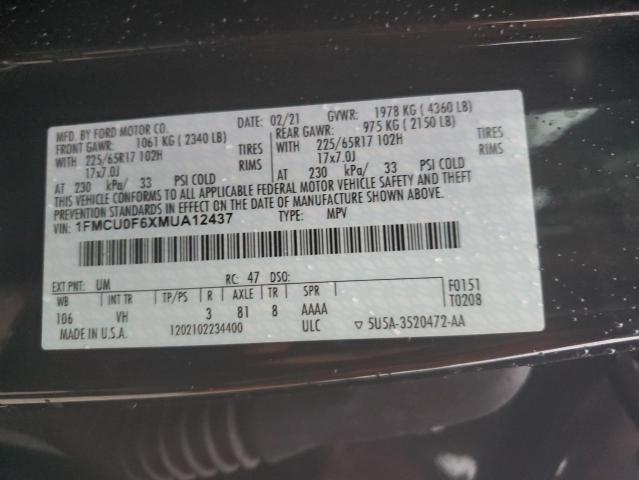 MFD. BY FORD MOTOR CO. DATE: 02/21 GVWR: 1978 KG ( 4360 LB)
FRONT GAWR: 1061 KG ( 2340 LB) REAR GAWR: 975 KG ( 2150 LB)
WITH 225/65R17 102H TIRES WITH 225/65R17 102H TIRES
17x7.0J RIMS 17x7.0J RIMS
AT 230 kPa/ 33 PSI COLD AT 230 kPa/ 33 PSI COLD
THIS VEHICLE CONFORMS TO ALL APPLICABLE FEDERAL MOTOR VEHICLE SAFETY AND THEFT
PREVENTION STANDARDS IN EFFECT ON THE DATE OF MANUFACTURE SHOWN ABOVE.
VIN: 1FMCU0F6XMUA12437 TYPE: MPV
EXT PNT: UM RC: 47 DSO: F0151
WB INT TR TP/PS R AXLE TR SPR T0208
106 VH 3 81 8 AAAA
MADE IN U.S.A. 1202102234400 ULC ▽ 5U5A-3520472-AA